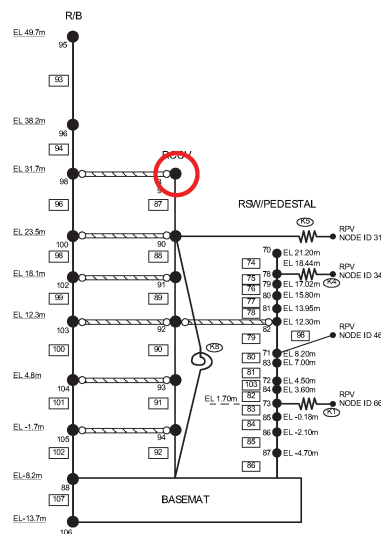 R/B
EL 49.7m
95
93
EL 38.2m
96
94
EL 31.7m
98
96
87
RSW/PEDESTAL
K5
RPV
NODE ID 31
EL 23.5m
100
90
70
EL 21.20m
98
88
74
EL 18.44m
RPV
NODE ID 34
K4
EL 18.1m
102
91
75
78
EL 17.02m
79
76
EL 15.80m
80
99
89
77
EL 13.95m
81
78
EL 12.3m
103
92
EL 12.30m
82
98
79
RPV
NODE ID 46
100
90
K8
71
EL 8.20m
80
83
EL 7.00m
81
EL 4.8m
104
93
103
72
EL 4.50m
84
EL 3.60m
82
RPV
NODE ID 66
K1
101
91
EL 1.70m
73
83
85
EL -0.18m
84
EL -1.7m
105
94
86
EL -2.10m
85
102
92
87
EL -4.70m
86
EL-8.2m
88
107
BASEMAT
EL-13.7m
106